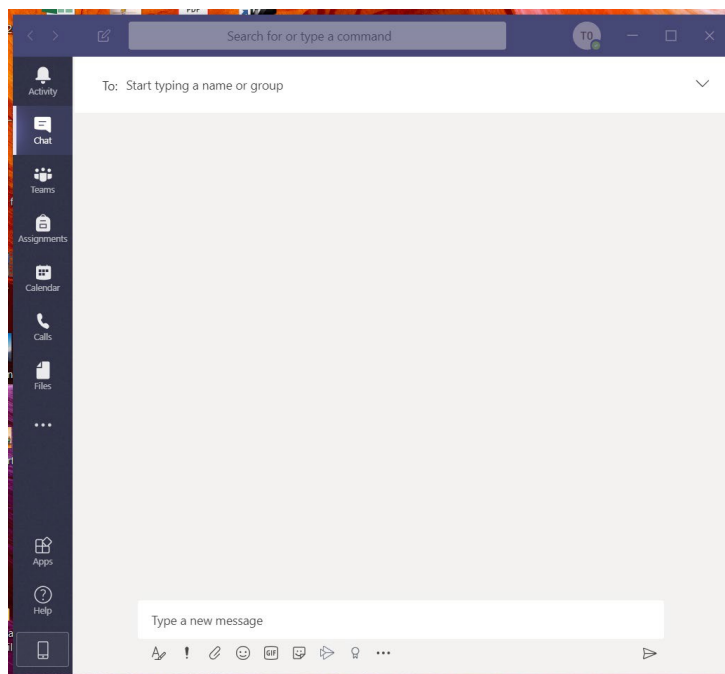 PDF
Search for or type a command
TO
Activity
To: Start typing a name or group
Chat
Teams
Assignments
Calendar
Calls
Files
Apps
Help
Type a new message
GIF